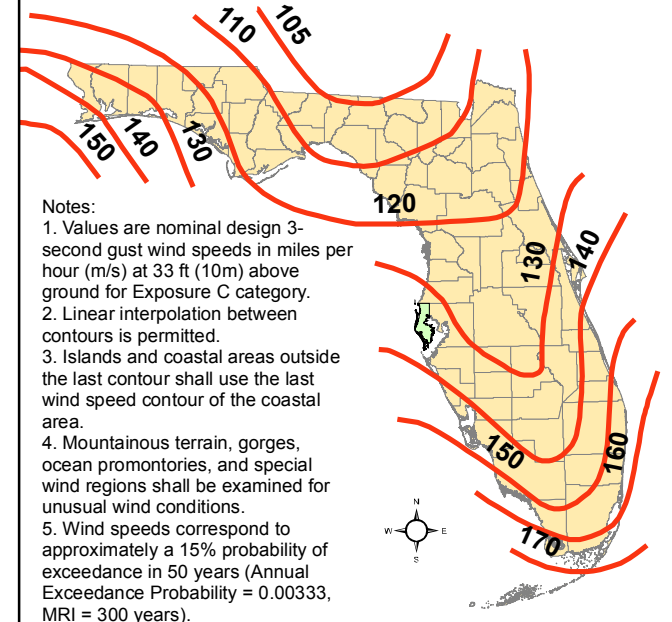 110
105
150
140
130
120
130
140
150
160
170
N
W
E
S
Notes:
1. Values are nominal design 3-
second gust wind speeds in miles per
hour (m/s) at 33 ft (10m) above
ground for Exposure C category.
2. Linear interpolation between
contours is permitted.
3. Islands and coastal areas outside
the last contour shall use the last
wind speed contour of the coastal
area.
4. Mountainous terrain, gorges,
ocean promontories, and special
wind regions shall be examined for
unusual wind conditions.
5. Wind speeds correspond to
approximately a 15% probability of
exceedance in 50 years (Annual
Exceedance Probability = 0.00333,
MRI = 300 years).